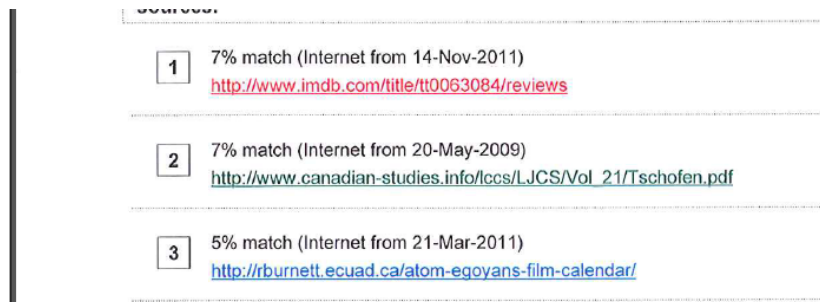 sources:
1
7% match (Internet from 14-Nov-2011)
http://www.imdb.com/title/tt0063084/reviews
2
7% match (Internet from 20-May-2009)
http://www.canadian-studies.info/lccs/LJCS/Vol_21/Tschofen.pdf
3
5% match (Internet from 21-Mar-2011)
http://rburnett.ecuad.ca/atom-egoyans-film-calendar/